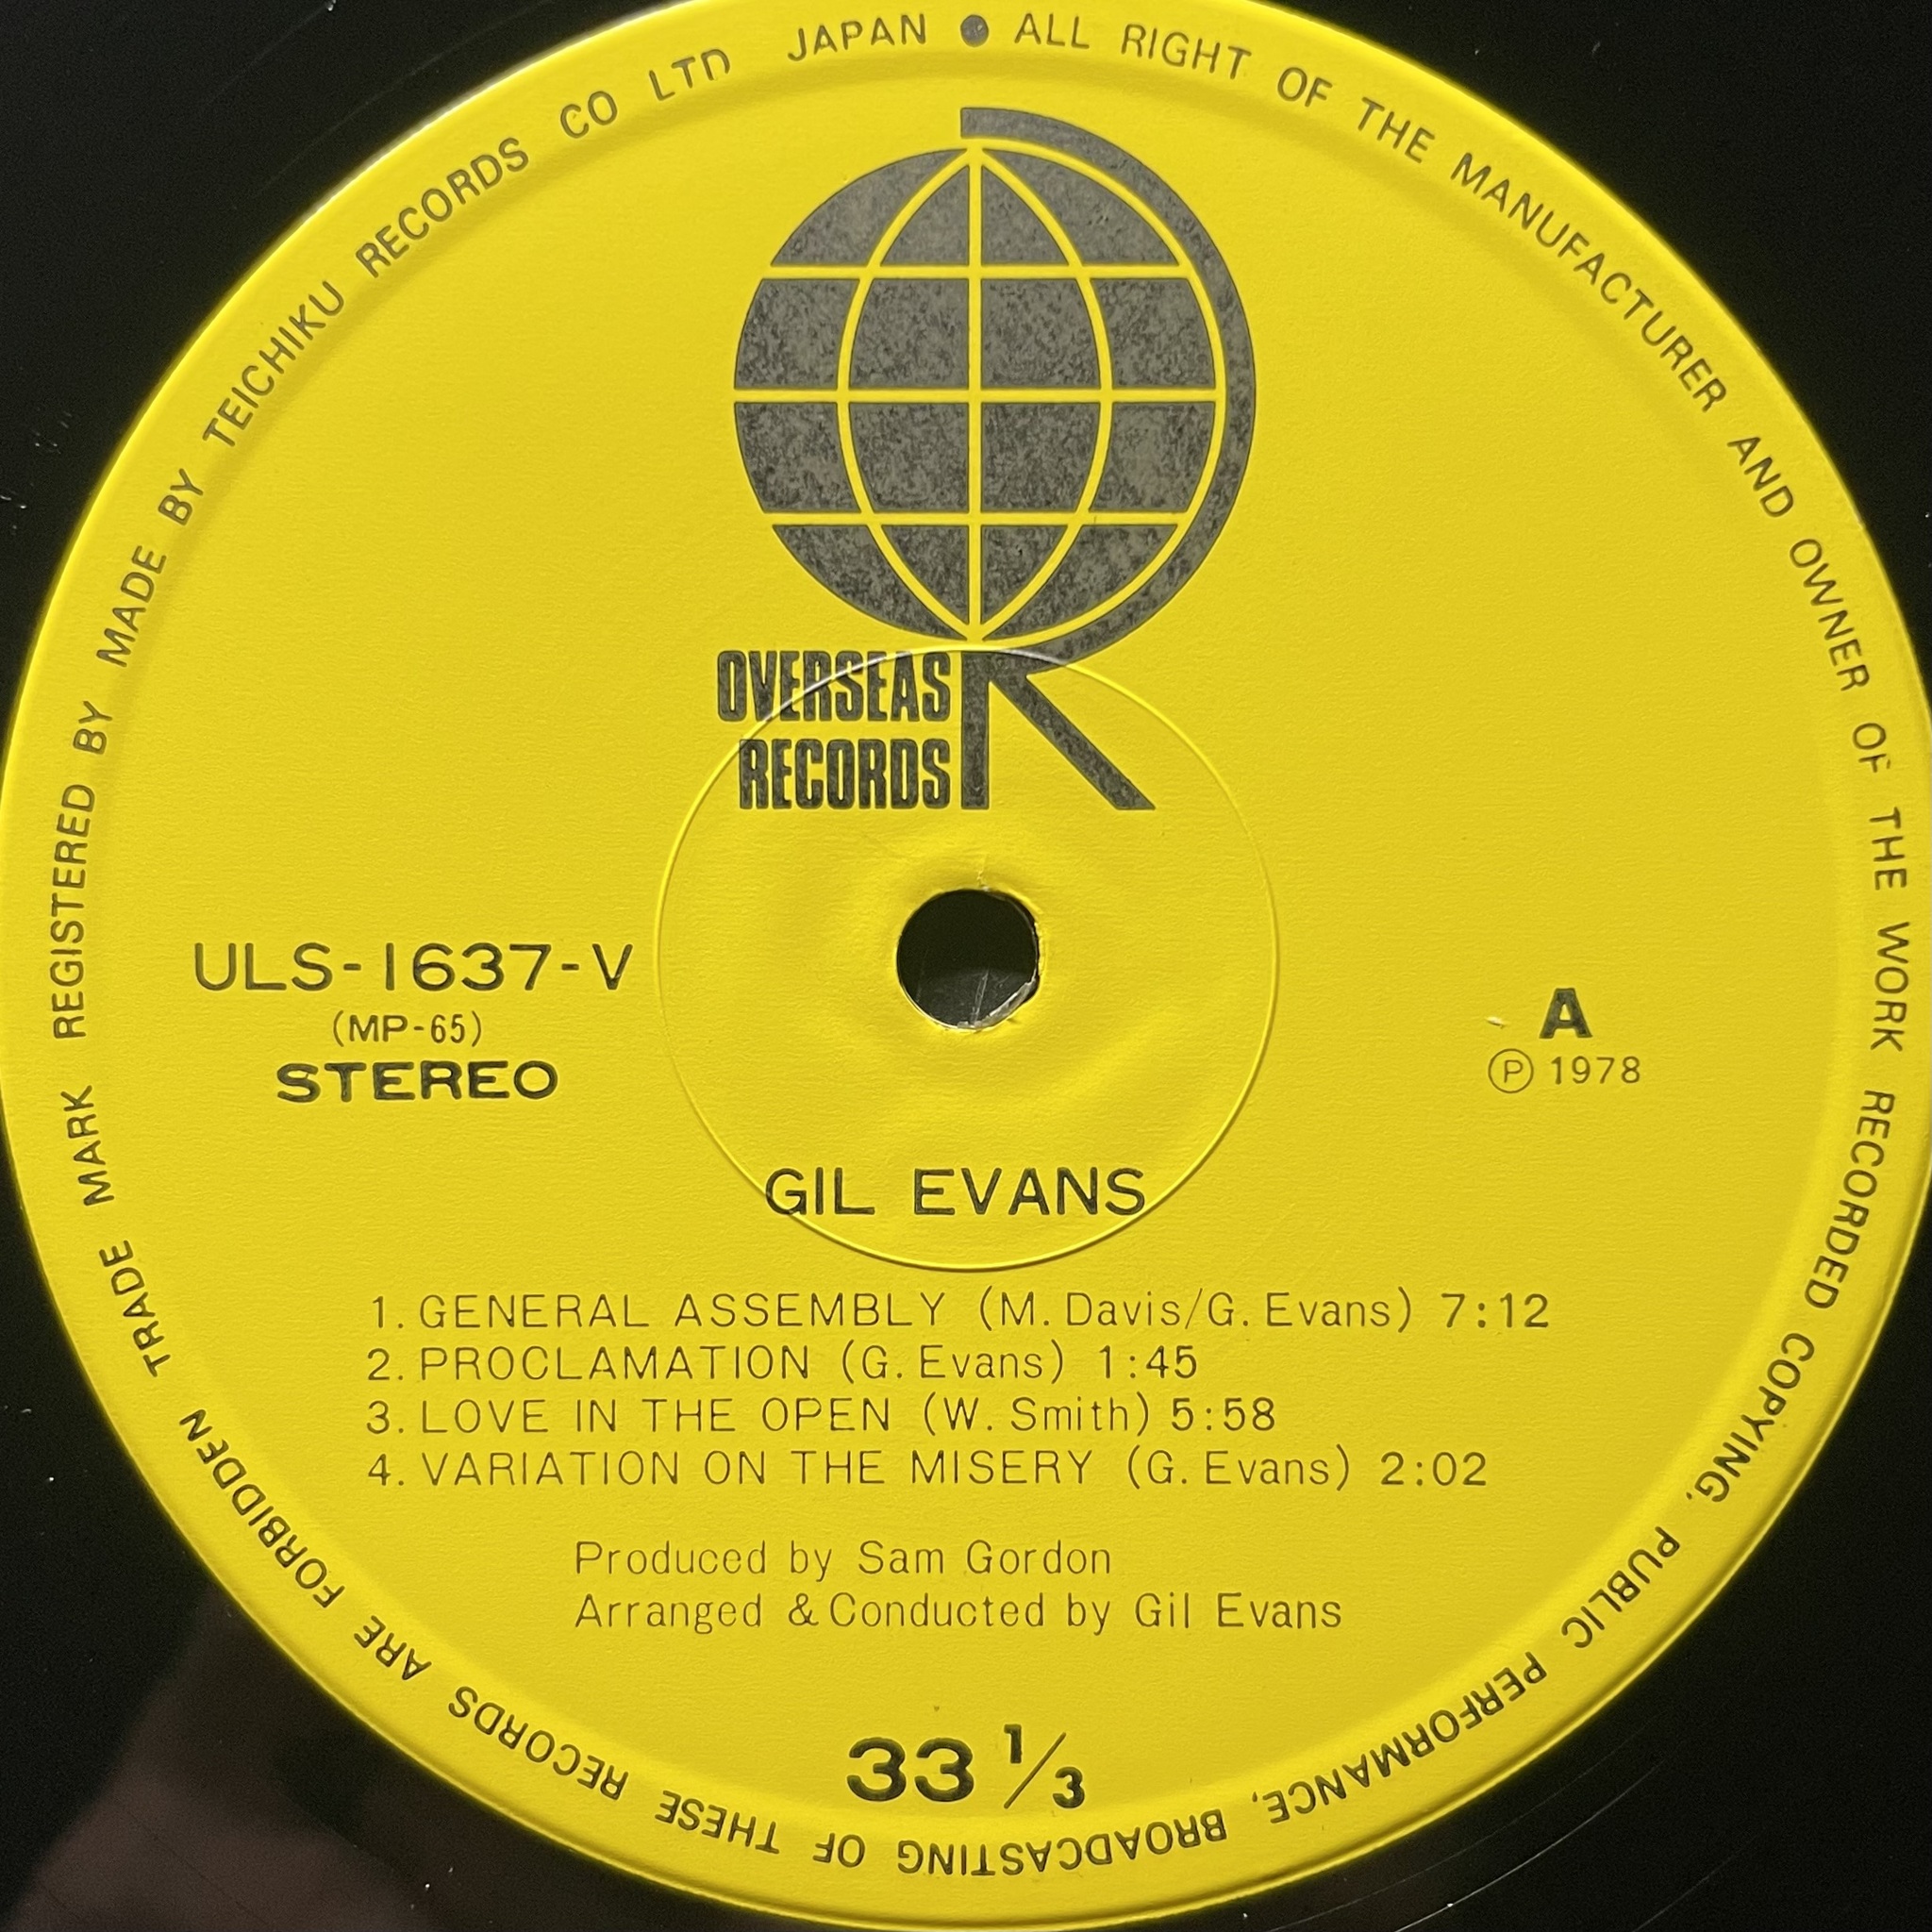 TRADE MARK REGISTERED BY MADE BY TEICHIKU RECORDS CO LTD JAPAN ● ALL RIGHT OF THE MANUFACTURER AND OWNER OF THE WORK RECORDED COPYING, PUBLIC PERFORMANCE, BROADCASTING OF THESE RECORDS ARE FORBIDDEN
OVERSEAS
RECORDS
ULS-1637-V
(MP-65)
STEREO
A
Ⓟ 1978
GIL EVANS
1. GENERAL ASSEMBLY (M. Davis/G. Evans) 7:12
2. PROCLAMATION (G. Evans) 1:45
3. LOVE IN THE OPEN (W. Smith) 5:58
4. VARIATION ON THE MISERY (G. Evans) 2:02
Produced by Sam Gordon
Arranged & Conducted by Gil Evans
33 1/3